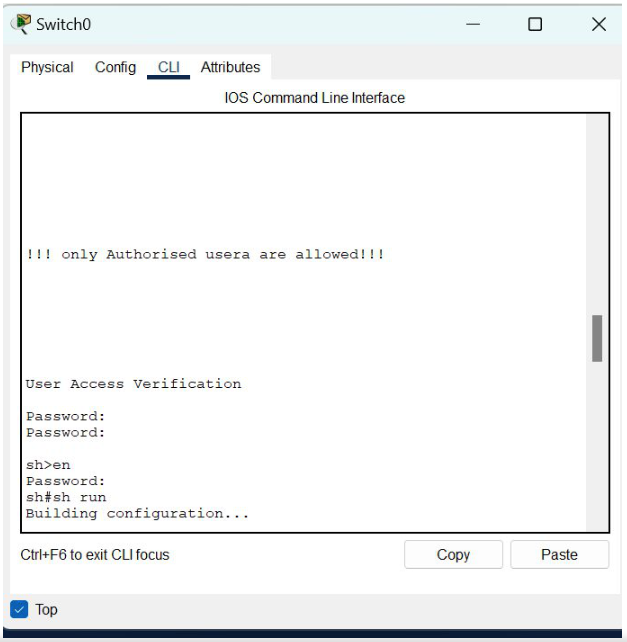 Switch0
Physical Config CLI Attributes
IOS Command Line Interface
!!! only Authorised usera are allowed!!!
User Access Verification
Password:
Password:
sh>en
Password:
sh#sh run
Building configuration...
Ctrl+F6 to exit CLI focus
Copy Paste
Top